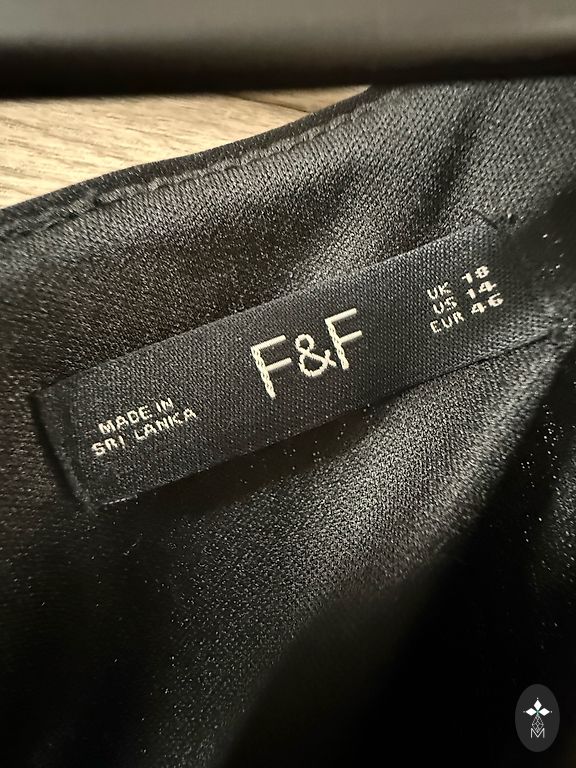 MADE IN
SRI LANKA
F&F
UK 18
US 14
EUR 46
M